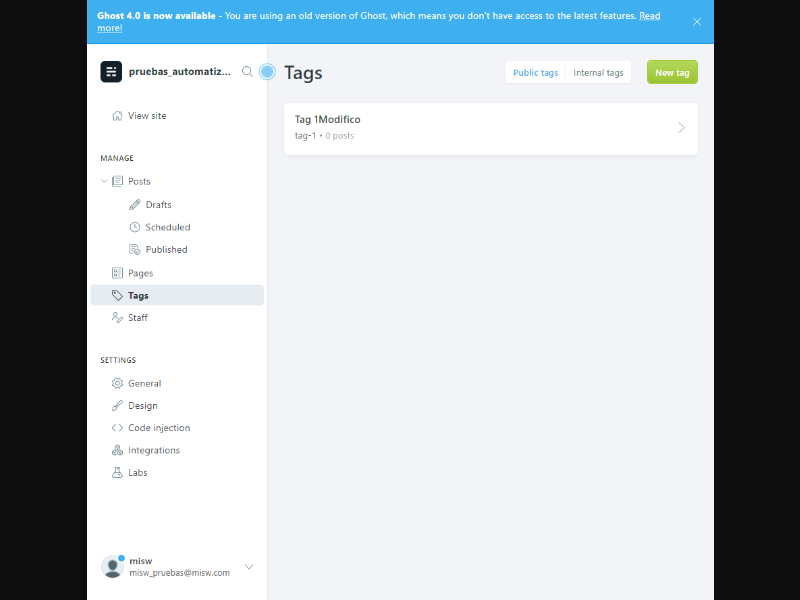 Ghost 4.0 is now available - You are using an old version of Ghost, which means you don't have access to the latest features. Read
more!
pruebas_automatiz...
Tags
Public tags
Internal tags
New tag
View site
Tag 1Modifico
tag-1 • 0 posts
MANAGE
Posts
Drafts
Scheduled
Published
Pages
Tags
Staff
SETTINGS
General
Design
Code injection
Integrations
Labs
misw
misw_pruebas@misw.com